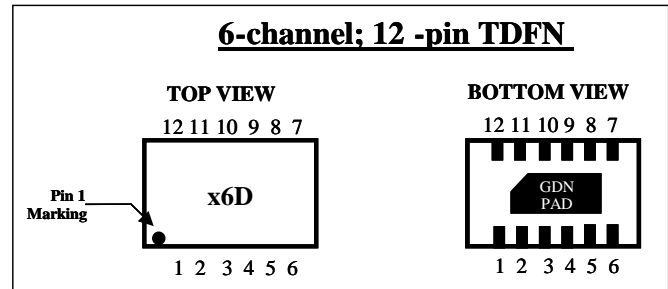 6-channel; 12 -pin TDFN
TOP VIEW
12 11 10 9 8 7
x6D
Pin 1
Marking
1 2 3 4 5 6
BOTTOM VIEW
12 11 10 9 8 7
GDN
PAD
1 2 3 4 5 6